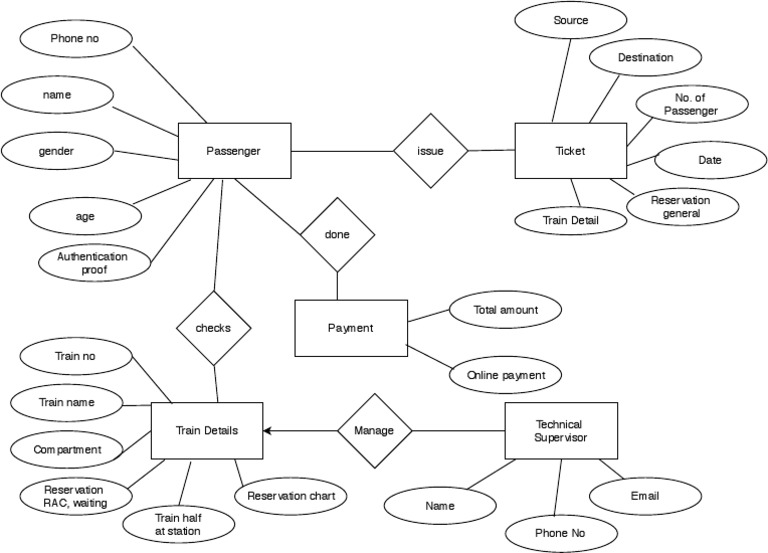 Source
Phone no
Destination
name
No. of
Passenger
gender
Passenger
issue
Ticket
Date
age
Reservation
general
Train Detail
done
Authentication
proof
Total amount
checks
Payment
Train no
Online payment
Train name
Train Details
Manage
Technical
Supervisor
Compartment
Reservation
RAC, waiting
Reservation chart
Name
Email
Train half
at station
Phone No